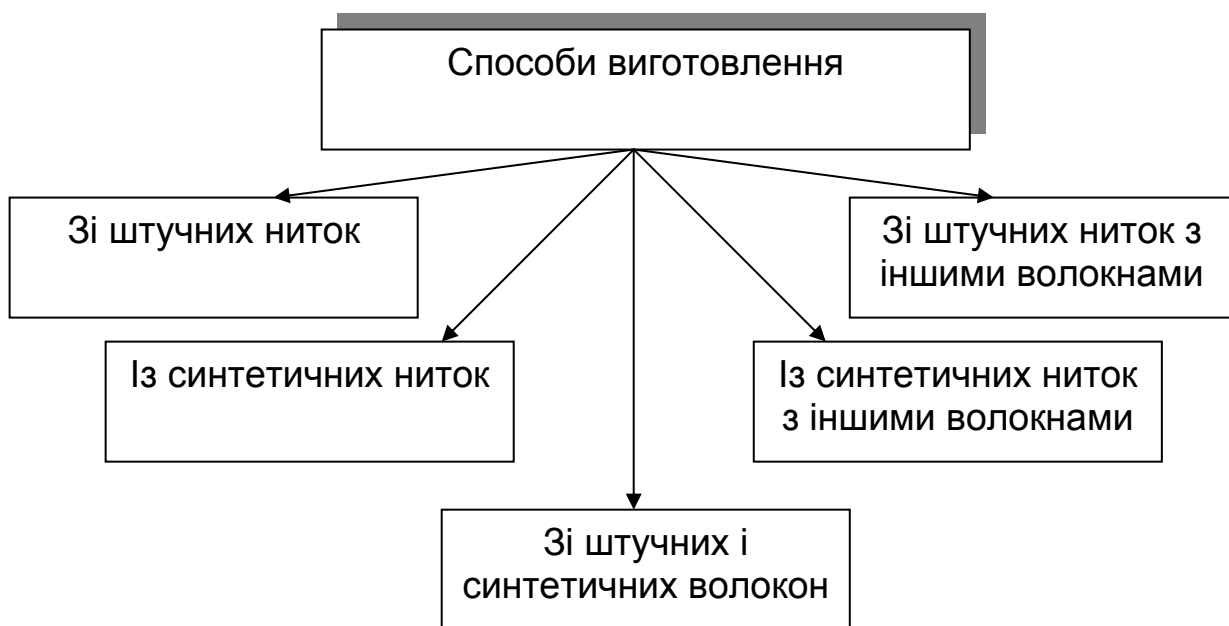 Способи виготовлення
Зі штучних ниток
Зі штучних ниток з
іншими волокнами
Із синтетичних ниток
Із синтетичних ниток
з іншими волокнами
Зі штучних і
синтетичних волокон